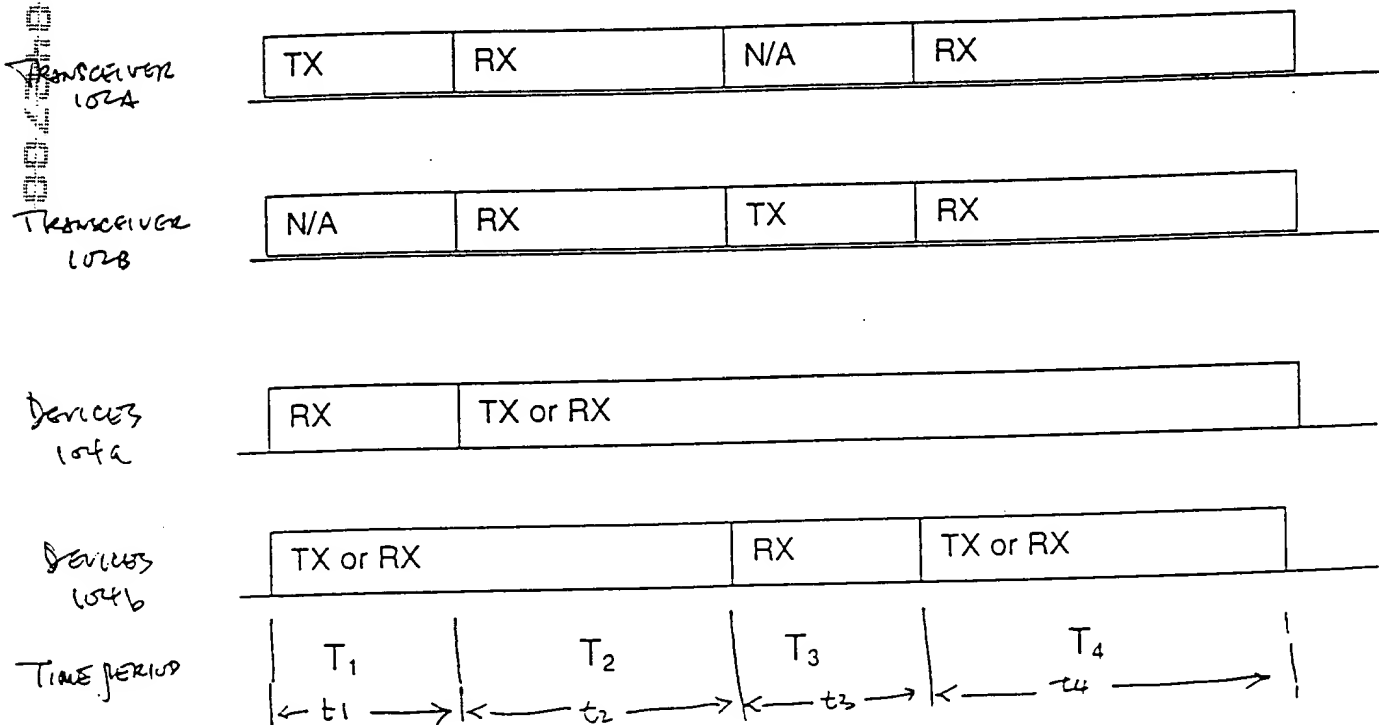 TRANSCEIVER 102A
TX RX N/A RX
TRANSCEIVER 102B
N/A RX TX RX
DEVICES 104a
RX TX or RX
DEVICES 104b
TX or RX RX TX or RX
TIME PERIOD
T1 T2 T3 T4
t1 t2 t3 t4